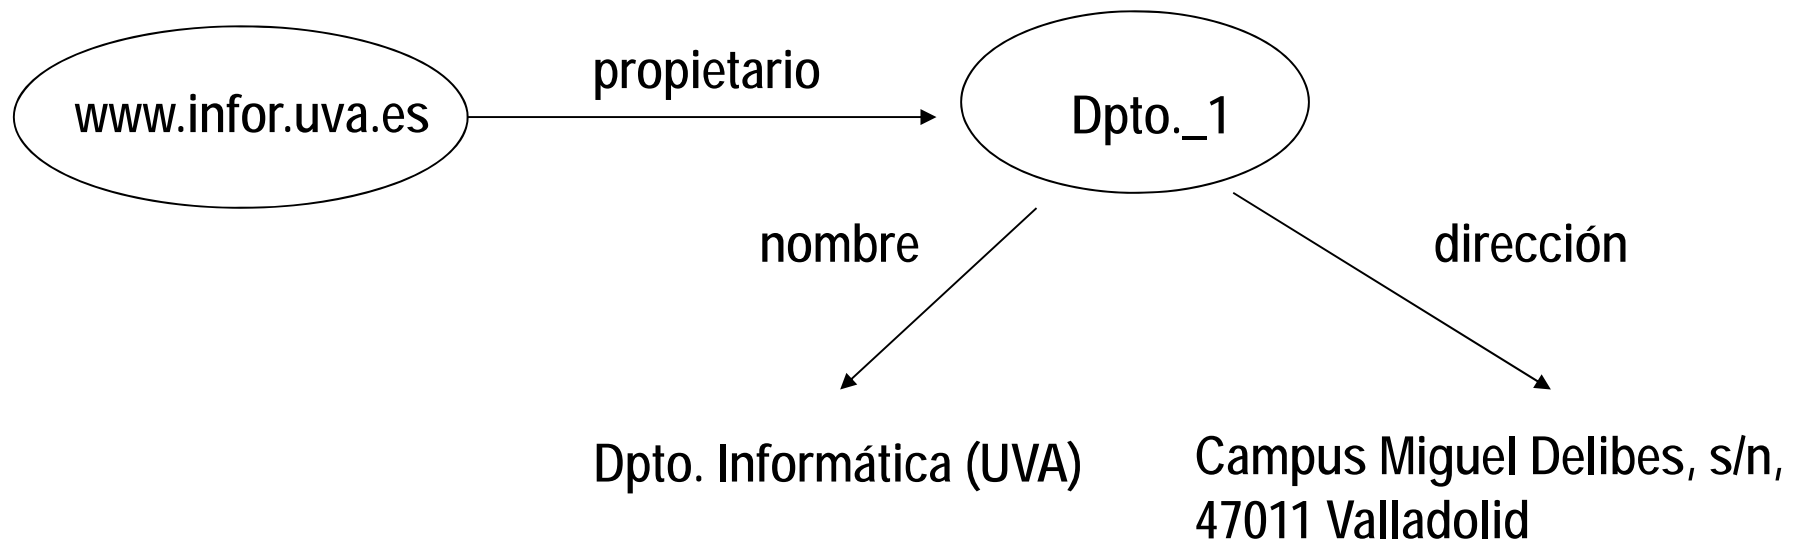 propietario
www.infor.uva.es
Dpto._1
nombre
dirección
Dpto. Informática (UVA)
Campus Miguel Delibes, s/n,
47011 Valladolid